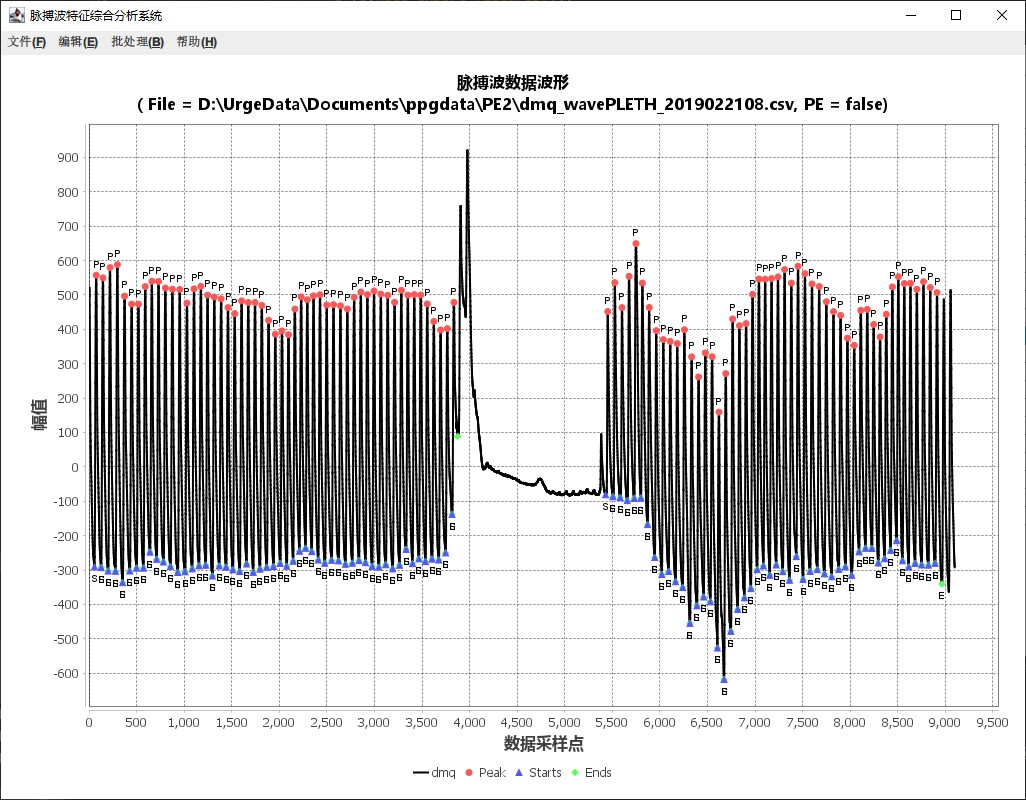 脉搏波特征综合分析系统
文件(F) 编辑(E) 批处理(B) 帮助(H)
脉搏波数据波形
( File = D:\UrgeData\Documents\ppgdata\PE2\dmq_wavePLETH_2019022108.csv, PE = false)
幅值
900
800
700
600
500
400
300
200
100
0
-100
-200
-300
-400
-500
-600
0 500 1,000 1,500 2,000 2,500 3,000 3,500 4,000 4,500 5,000 5,500 6,000 6,500 7,000 7,500 8,000 8,500 9,000 9,500
数据采样点
dmq Peak Starts Ends